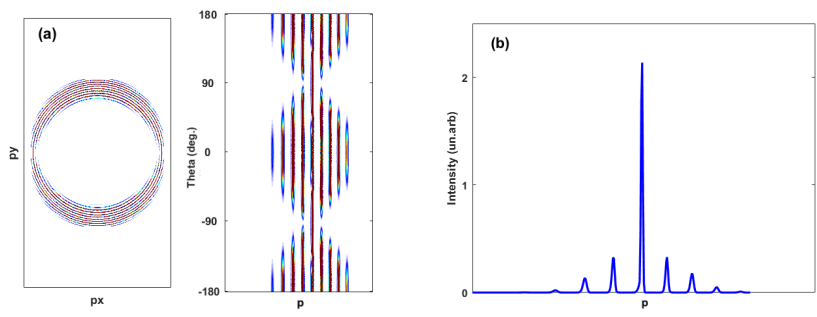 (a)
py
px
180
90
0
-90
-180
Theta (deg.)
p
(b)
2
1
0
Intensity (un.arb)
p